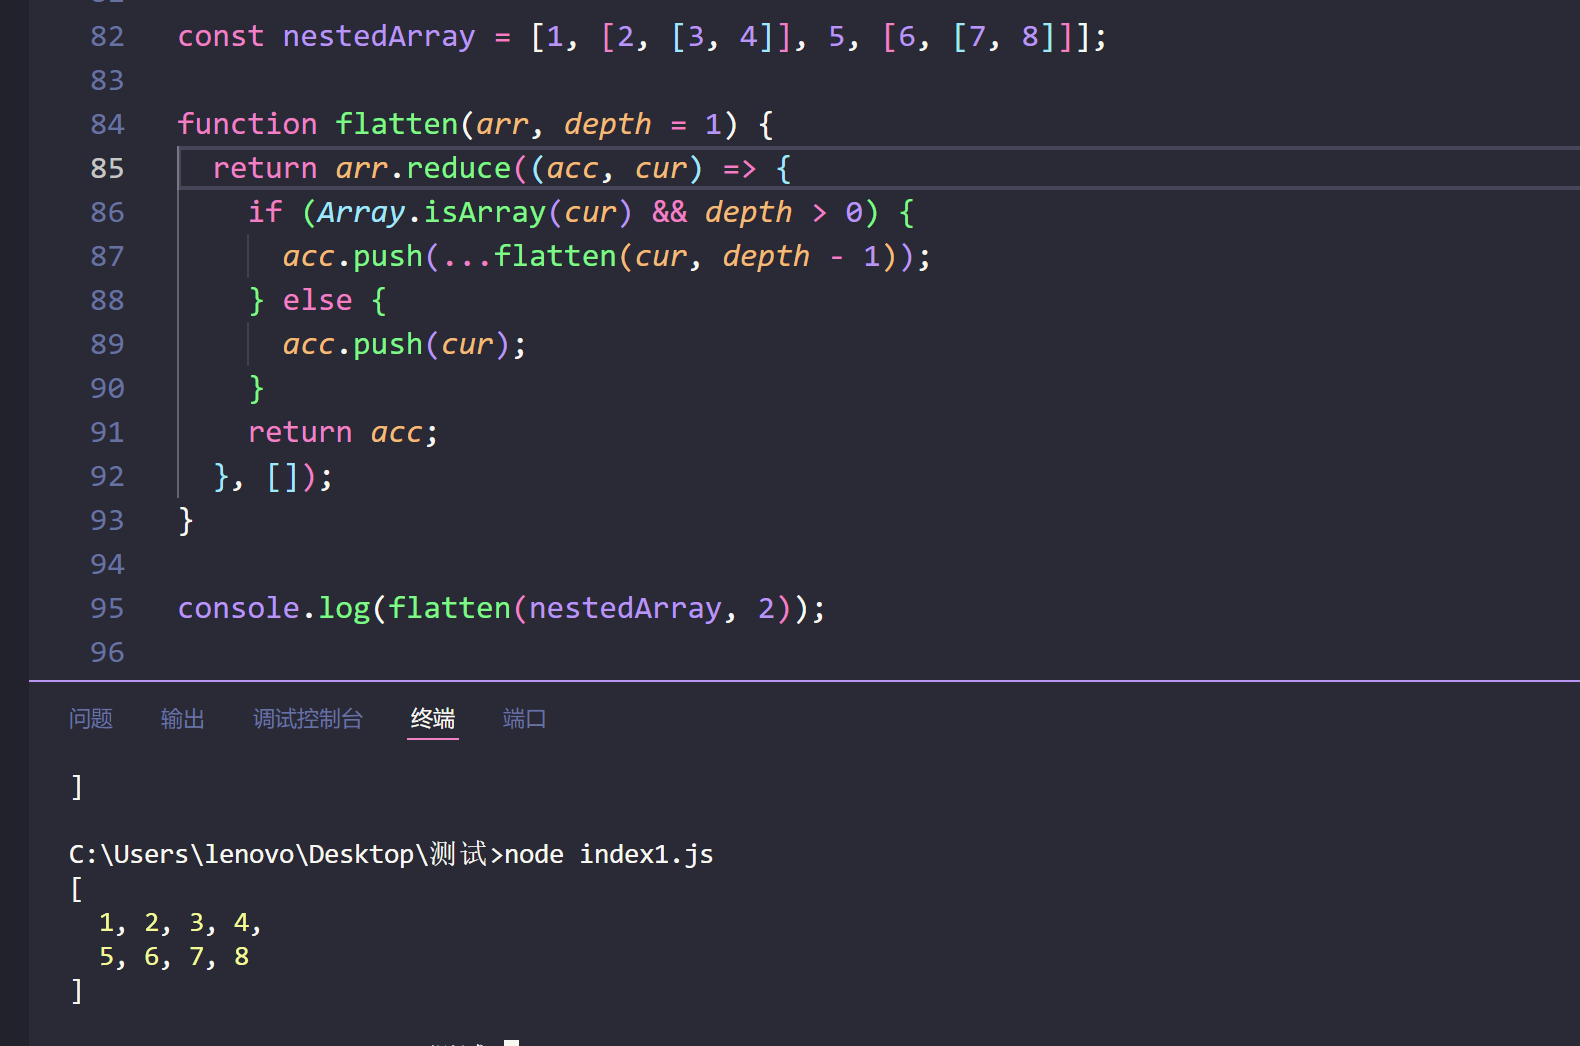 82 const nestedArray = [1, [2, [3, 4]], 5, [6, [7, 8]]];
83
84 function flatten(arr, depth = 1) {
85 return arr.reduce((acc, cur) => {
86 if (Array.isArray(cur) && depth > 0) {
87 acc.push(...flatten(cur, depth - 1));
88 } else {
89 acc.push(cur);
90 }
91 return acc;
92 }, []);
93 }
94
95 console.log(flatten(nestedArray, 2));
96
问题 输出 调试控制台 终端 端口
]
C:\Users\lenovo\Desktop\测试>node index1.js
[
1, 2, 3, 4,
5, 6, 7, 8
]